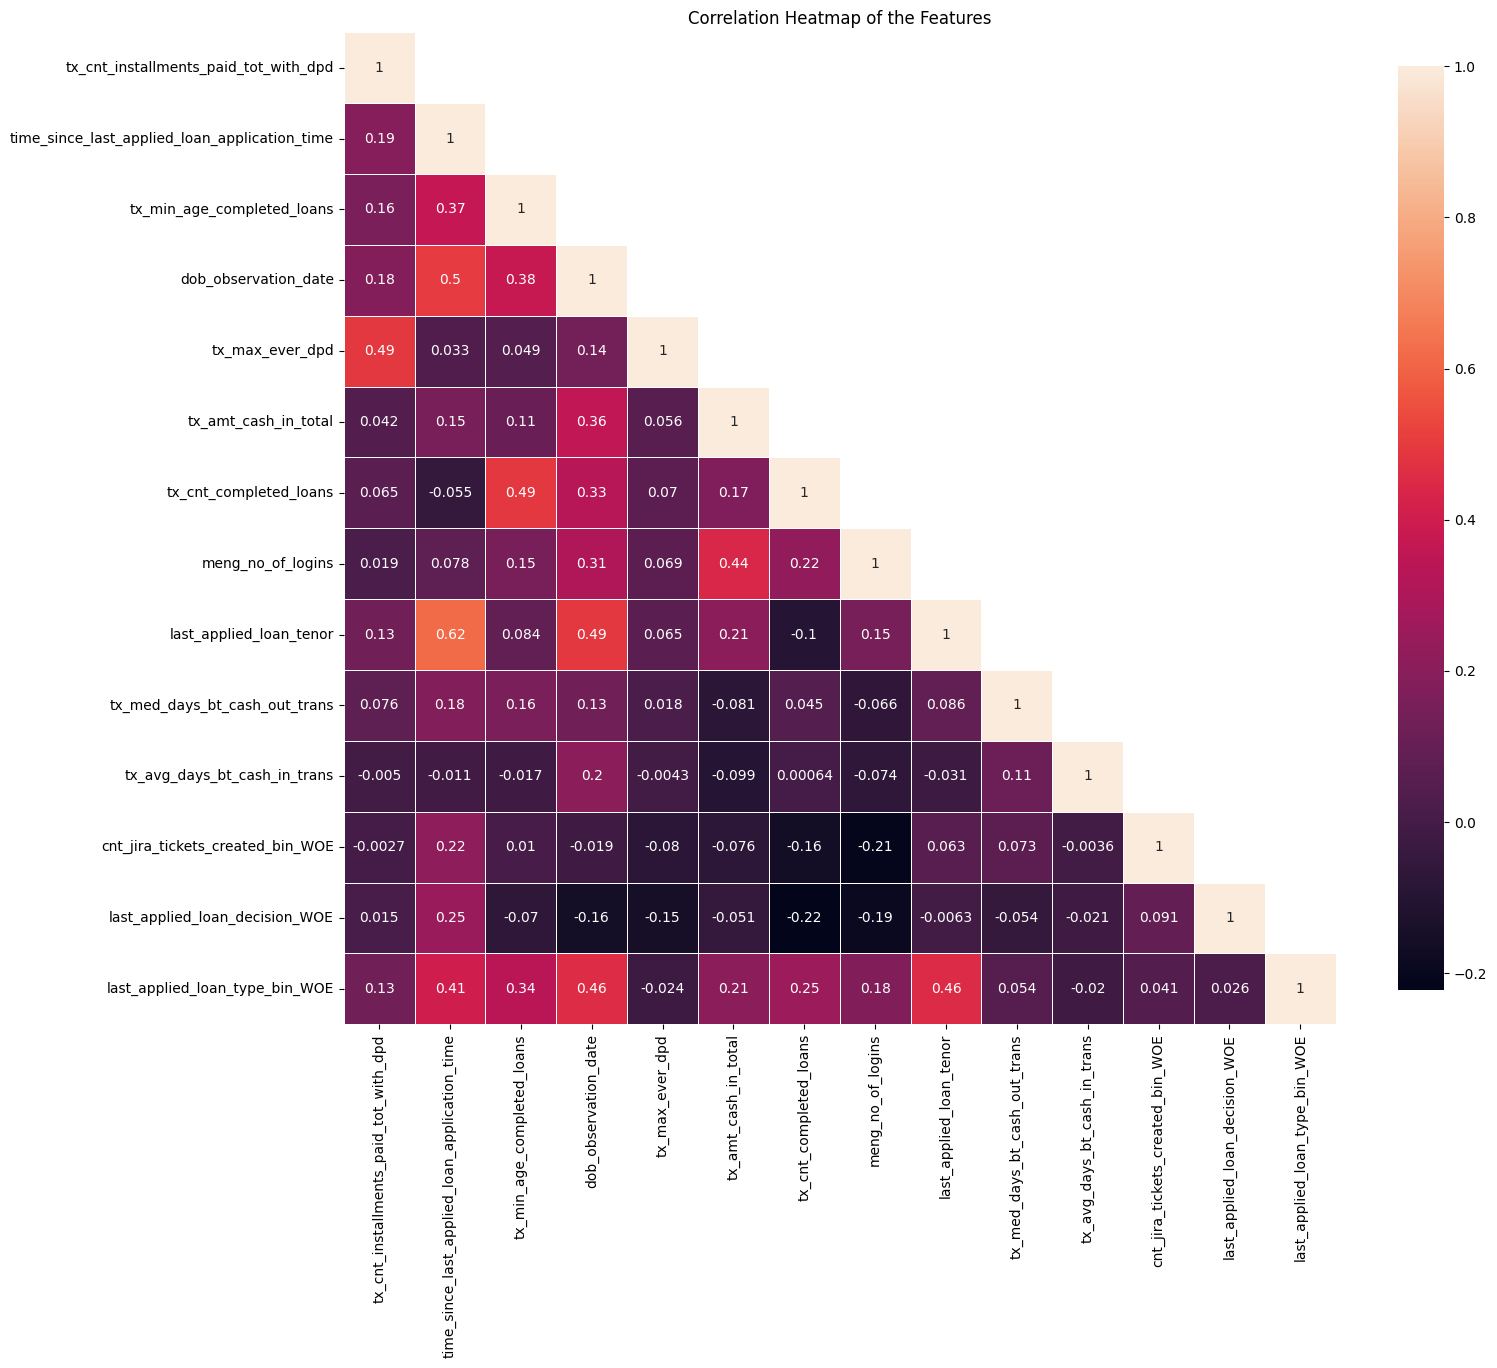 Correlation Heatmap of the Features
tx_cnt_installments_paid_tot_with_dpd 1
time_since_last_applied_loan_application_time 0.19 1
tx_min_age_completed_loans 0.16 0.37 1
dob_observation_date 0.18 0.5 0.38 1
tx_max_ever_dpd 0.49 0.033 0.049 0.14 1
tx_amt_cash_in_total 0.042 0.15 0.11 0.36 0.056 1
tx_cnt_completed_loans 0.065 -0.055 0.49 0.33 0.07 0.17 1
meng_no_of_logins 0.019 0.078 0.15 0.31 0.069 0.44 0.22 1
last_applied_loan_tenor 0.13 0.62 0.084 0.49 0.065 0.21 -0.1 0.15 1
tx_med_days_bt_cash_out_trans 0.076 0.18 0.16 0.13 0.018 -0.081 0.045 -0.066 0.086 1
tx_avg_days_bt_cash_in_trans -0.005 -0.011 -0.017 0.2 -0.0043 -0.099 0.00064 -0.074 -0.031 0.11 1
cnt_jira_tickets_created_bin_WOE -0.0027 0.22 0.01 -0.019 -0.08 -0.076 -0.16 -0.21 0.063 0.073 -0.0036 1
last_applied_loan_decision_WOE 0.015 0.25 -0.07 -0.16 -0.15 -0.051 -0.22 -0.19 -0.0063 -0.054 -0.021 0.091 1
last_applied_loan_type_bin_WOE 0.13 0.41 0.34 0.46 -0.024 0.21 0.25 0.18 0.46 0.054 -0.02 0.041 0.026 1
tx_cnt_installments_paid_tot_with_dpd
time_since_last_applied_loan_application_time
tx_min_age_completed_loans
dob_observation_date
tx_max_ever_dpd
tx_amt_cash_in_total
tx_cnt_completed_loans
meng_no_of_logins
last_applied_loan_tenor
tx_med_days_bt_cash_out_trans
tx_avg_days_bt_cash_in_trans
cnt_jira_tickets_created_bin_WOE
last_applied_loan_decision_WOE
last_applied_loan_type_bin_WOE
1.0
0.8
0.6
0.4
0.2
0.0
−0.2